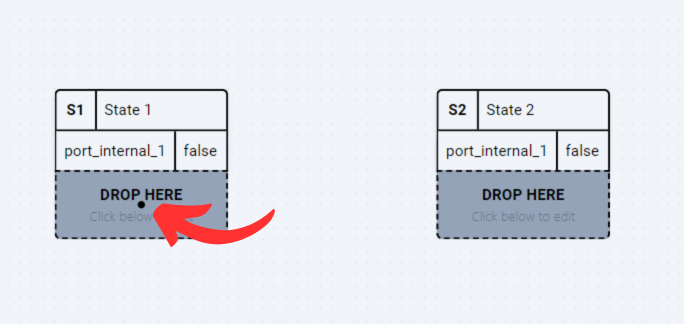 S1 State 1
port_internal_1 false
DROP HERE
Click below
S2 State 2
port_internal_1 false
DROP HERE
Click below to edit